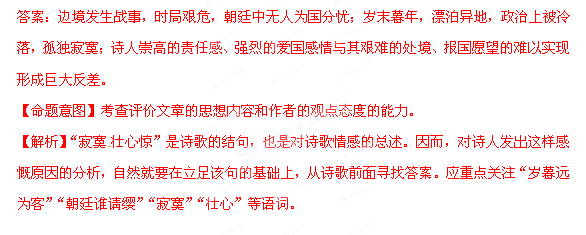 答案：边境发生战事，时局艰危，朝廷中无人为国分忧；岁末暮年，漂泊异地，政治上被冷
落，孤独寂寞；诗人崇高的责任感、强烈的爱国感情与其艰难的处境、报国愿望的难以实现
形成巨大反差。
【命题意图】考查评价文章的思想内容和作者的观点态度的能力。
【解析】“寂寞 壮心惊”是诗歌的结句，也是对诗歌情感的总述。因而，对诗人发出这样感
慨原因的分析，自然就要在立足该句的基础上，从诗歌前面寻找答案。应重点关注“岁暮远
为客”“朝廷谁请缨”“寂寞”“壮心”等语词。